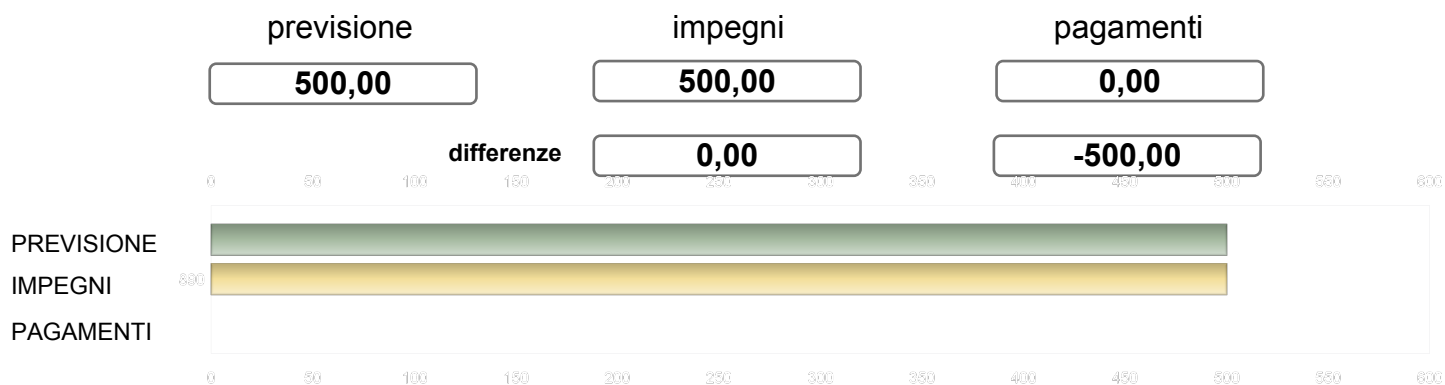 previsione impegni pagamenti
500,00 500,00 0,00
differenze 0,00 -500,00
0 50 100 150 200 250 300 350 400 450 500 550 600
PREVISIONE
IMPEGNI 890
PAGAMENTI
0 50 100 150 200 250 300 350 400 450 500 550 600